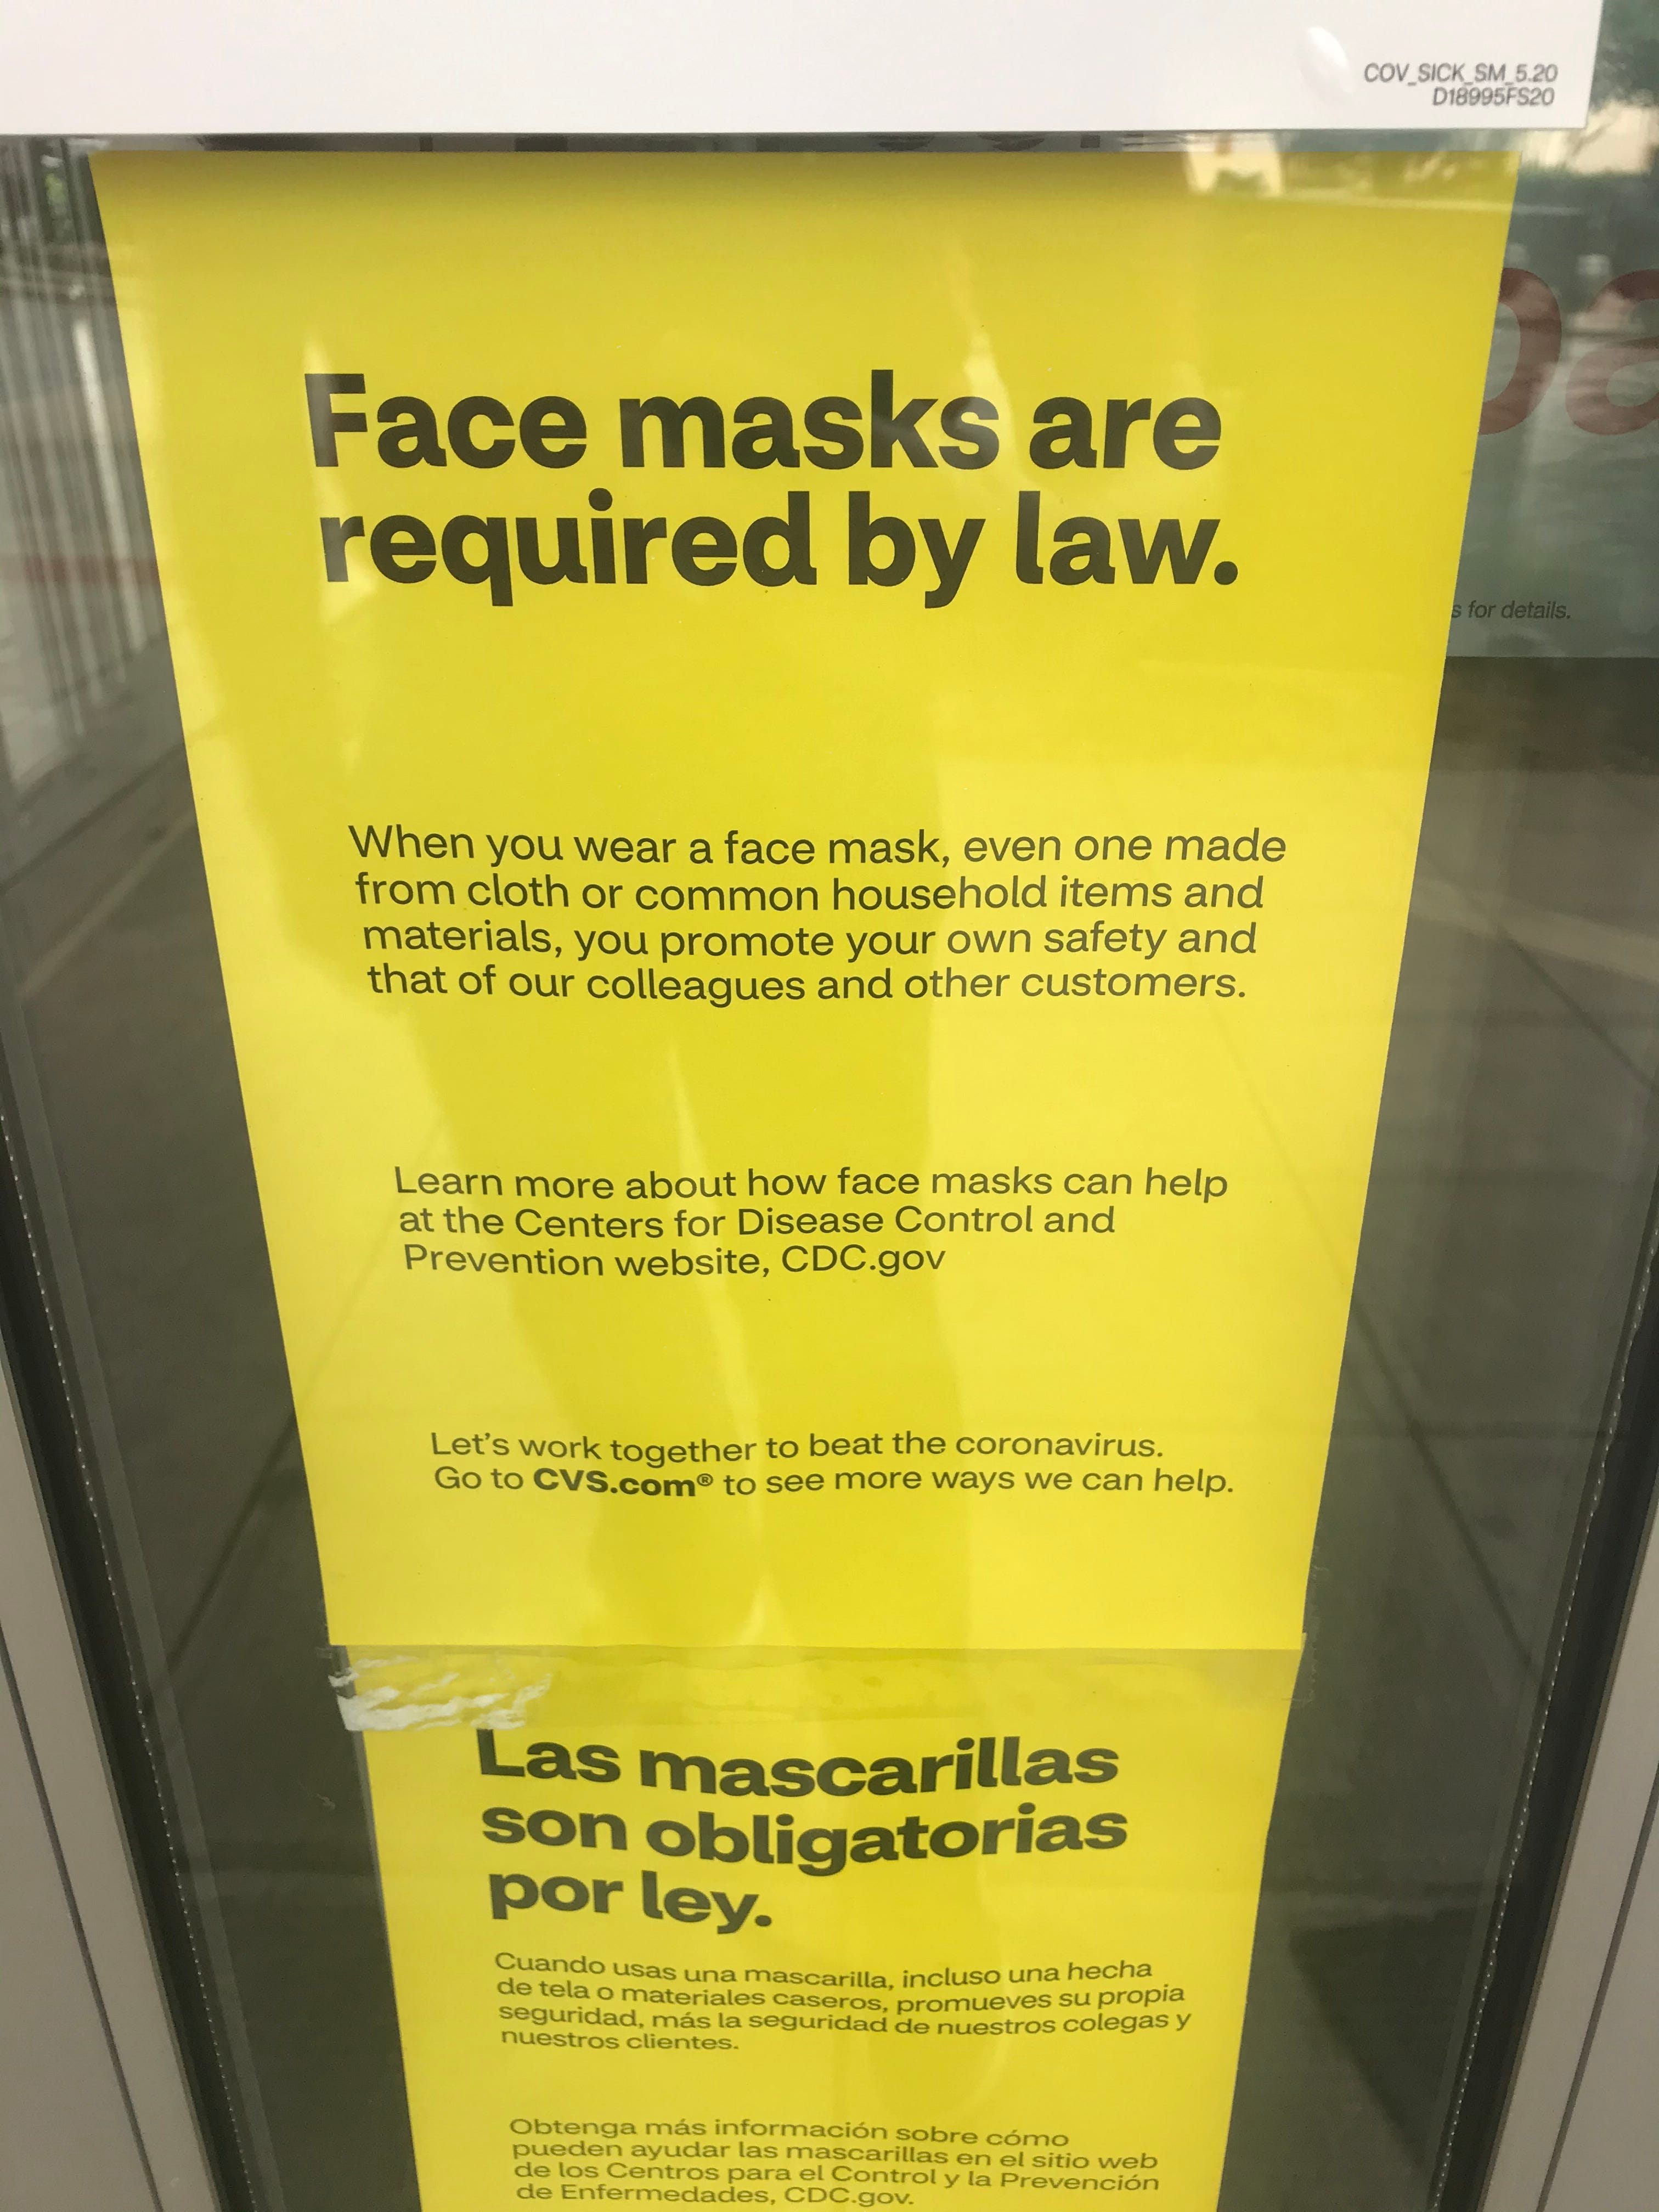 COV_SICK_SM_5.20
D18995FS20
Face masks are
required by law.
s for details.
When you wear a face mask, even one made
from cloth or common household items and
materials, you promote your own safety and
that of our colleagues and other customers.
Learn more about how face masks can help
at the Centers for Disease Control and
Prevention website, CDC.gov
Let's work together to beat the coronavirus.
Go to CVS.com® to see more ways we can help.
Las mascarillas
son obligatorias
por ley.
Cuando usas una mascarilla, incluso una hecha
de tela o materiales caseros, promueves su propia
seguridad, más la seguridad de nuestros colegas y
nuestros clientes.
Obtenga más información sobre cómo
pueden ayudar las mascarillas en el sitio web
de los Centros para el Control y la Prevención
de Enfermedades, CDC.gov.